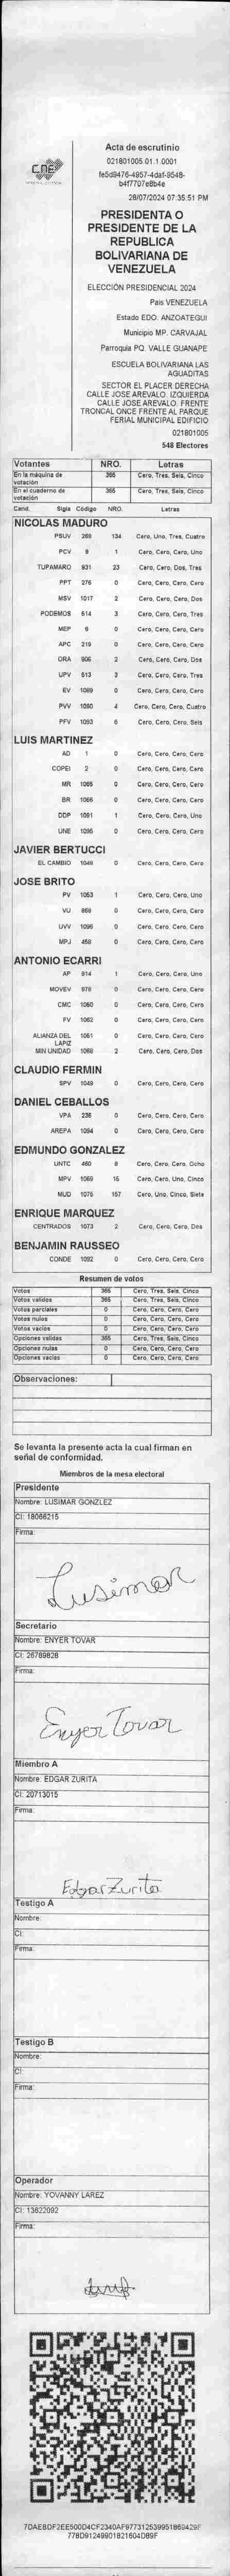 Acta de escrutinio
CNE
021801005.01.1.0001
fe5d9476-4957-4daf-9548-
b4f7707e8b4e
28/07/2024 07:35:51 PM
PRESIDENTA O
PRESIDENTE DE LA
REPUBLICA
BOLIVARIANA DE
VENEZUELA
ELECCIÓN PRESIDENCIAL 2024
Pais VENEZUELA
Estado EDO. ANZOATEGUI
Municipio MP. CARVAJAL
Parroquia PQ. VALLE GUANAPE
ESCUELA BOLIVARIANA LAS
AGUADITAS
SECTOR EL PLACER DERECHA
CALLE JOSE AREVALO. IZQUIERDA
CALLE JOSE AREVALO. FRENTE
TRONCAL ONCE FRENTE AL PARQUE
FERIAL MUNICIPAL EDIFICIO
021801005
548 Electores
Votantes NRO. Letras
En la máquina de votación 365 Cero, Tres, Seis, Cinco
En el cuaderno de votación 365 Cero, Tres, Seis, Cinco
Cand. Sigla Código NRO. Letras
NICOLAS MADURO
PSUV 269 134 Cero, Uno, Tres, Cuatro
PCV 9 1 Cero, Cero, Cero, Uno
TUPAMARO 931 23 Cero, Cero, Dos, Tres
PPT 276 0 Cero, Cero, Cero, Cero
MSV 1017 2 Cero, Cero, Cero, Dos
PODEMOS 514 3 Cero, Cero, Cero, Tres
MEP 6 0 Cero, Cero, Cero, Cero
APC 219 0 Cero, Cero, Cero, Cero
ORA 906 2 Cero, Cero, Cero, Dos
UPV 513 3 Cero, Cero, Cero, Tres
EV 1089 0 Cero, Cero, Cero, Cero
PVV 1090 4 Cero, Cero, Cero, Cuatro
PFV 1093 6 Cero, Cero, Cero, Seis
LUIS MARTINEZ
AD 1 0 Cero, Cero, Cero, Cero
COPEI 2 0 Cero, Cero, Cero, Cero
MR 1065 0 Cero, Cero, Cero, Cero
BR 1066 0 Cero, Cero, Cero, Cero
DDP 1091 1 Cero, Cero, Cero, Uno
UNE 1095 0 Cero, Cero, Cero, Cero
JAVIER BERTUCCI
EL CAMBIO 1048 0 Cero, Cero, Cero, Cero
JOSE BRITO
PV 1053 1 Cero, Cero, Cero, Uno
VU 869 0 Cero, Cero, Cero, Cero
UVV 1096 0 Cero, Cero, Cero, Cero
MPJ 458 0 Cero, Cero, Cero, Cero
ANTONIO ECARRI
AP 914 1 Cero, Cero, Cero, Uno
MOVEV 978 0 Cero, Cero, Cero, Cero
CMC 1060 0 Cero, Cero, Cero, Cero
FV 1062 0 Cero, Cero, Cero, Cero
ALIANZA DEL LAPIZ 1061 0 Cero, Cero, Cero, Cero
MIN UNIDAD 1088 2 Cero, Cero, Cero, Dos
CLAUDIO FERMIN
SPV 1049 0 Cero, Cero, Cero, Cero
DANIEL CEBALLOS
VPA 236 0 Cero, Cero, Cero, Cero
AREPA 1094 0 Cero, Cero, Cero, Cero
EDMUNDO GONZALEZ
UNTC 460 8 Cero, Cero, Cero, Ocho
MPV 1069 15 Cero, Cero, Uno, Cinco
MUD 1075 157 Cero, Uno, Cinco, Siete
ENRIQUE MARQUEZ
CENTRADOS 1073 2 Cero, Cero, Cero, Dos
BENJAMIN RAUSSEO
CONDE 1092 0 Cero, Cero, Cero, Cero
Resumen de votos
Votos 365 Cero, Tres, Seis, Cinco
Votos validos 365 Cero, Tres, Seis, Cinco
Votos parciales 0 Cero, Cero, Cero, Cero
Votos nulos 0 Cero, Cero, Cero, Cero
Votos vacios 0 Cero, Cero, Cero, Cero
Opciones validas 365 Cero, Tres, Seis, Cinco
Opciones nulas 0 Cero, Cero, Cero, Cero
Opciones vacias 0 Cero, Cero, Cero, Cero
Observaciones:
Se levanta la presente acta la cual firman en
señal de conformidad.
Miembros de la mesa electoral
Presidente
Nombre: LUSIMAR GONZLEZ
CI: 18066215
Firma:
Lusimar
Secretario
Nombre: ENYER TOVAR
CI: 26789828
Firma:
Enyer Tovar
Miembro A
Nombre: EDGAR ZURITA
CI: 20713015
Firma:
Edgar Zurita
Testigo A
Nombre:
CI:
Firma:
Testigo B
Nombre:
CI:
Firma:
Operador
Nombre: YOVANNY LAREZ
CI: 13622092
Firma:
7DAEBDF2EE500D4CF2340AF977312539951869429F
778D91249901821604DB9F